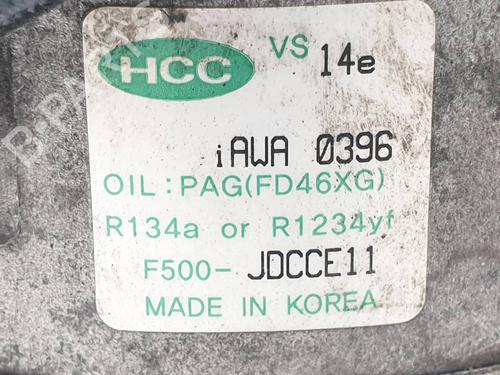 HCC VS 14e
iAWA 0396
OIL : PAG(FD46XG)
R134a or R1234yf
F500- JDCCE11
MADE IN KOREA